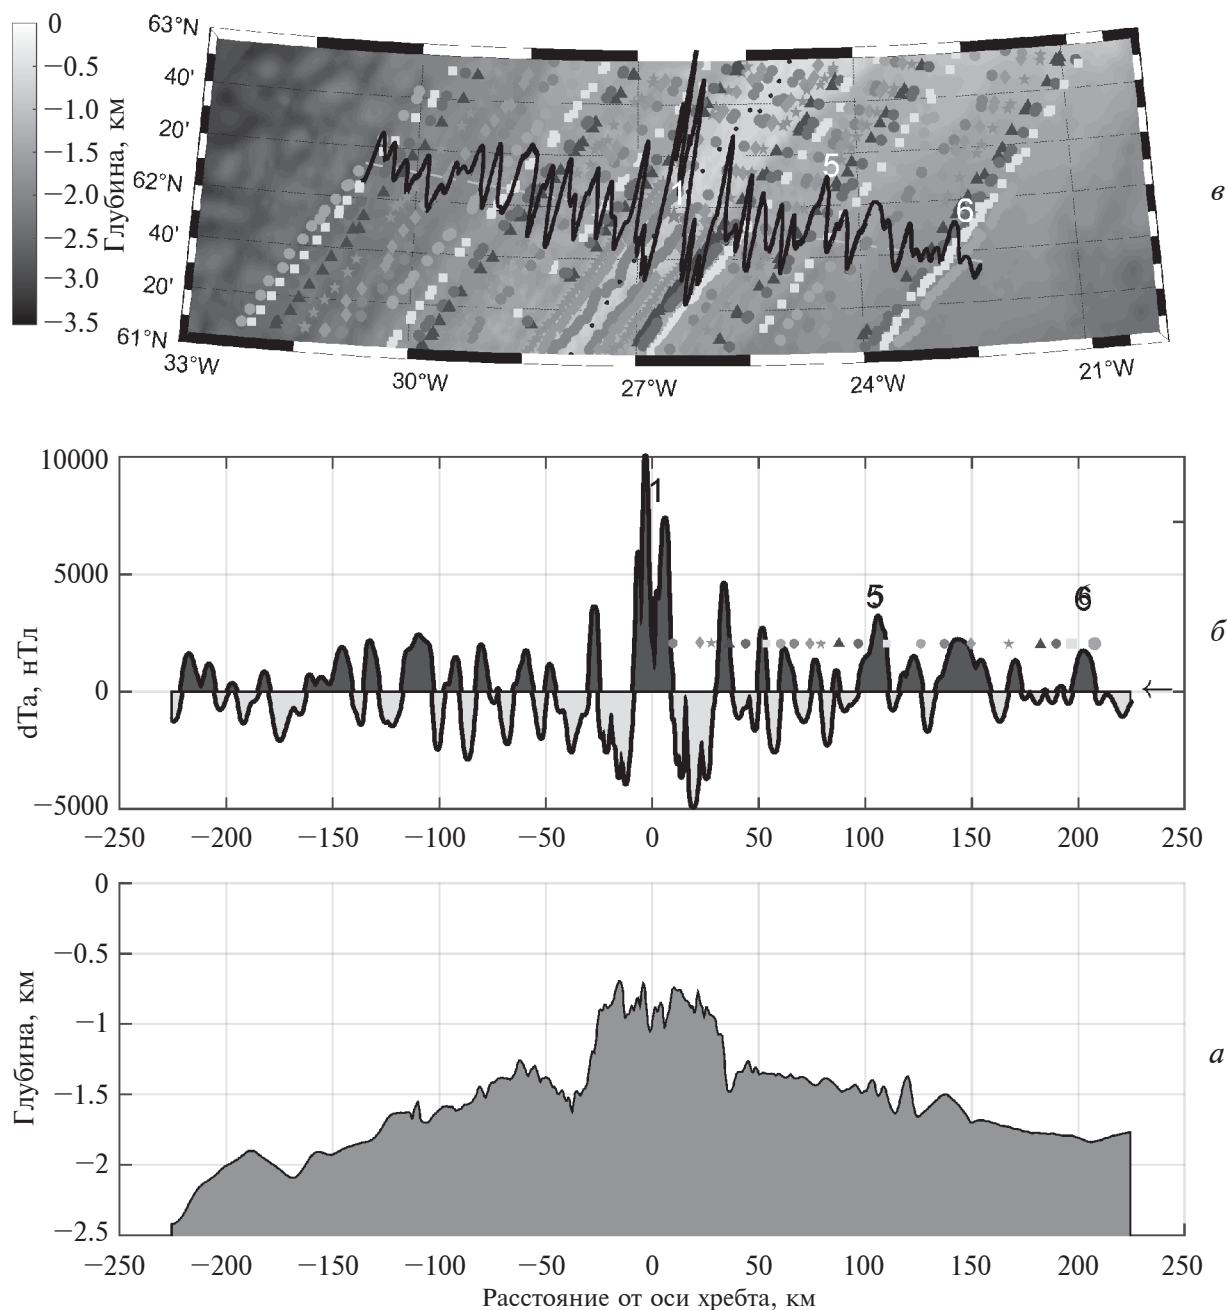 63°N
0
−0.5
40'
−1.0
20'
−1.5
Глубина, км
5
62°N
1
в
−2.0
6
−2.5
40'
−3.0
20'
−3.5
61°N
33°W
30°W
27°W
24°W
21°W
10000
1
5000
5
6
б
dTa, нТл
0
−5000
−250 −200 −150 −100 −50 0 50 100 150 200 250
0
−0.5
Глубина, км
−1
а
−1.5
−2
−2.5
−250 −200 −150 −100 −50 0 50 100 150 200 250
Расстояние от оси хребта, км